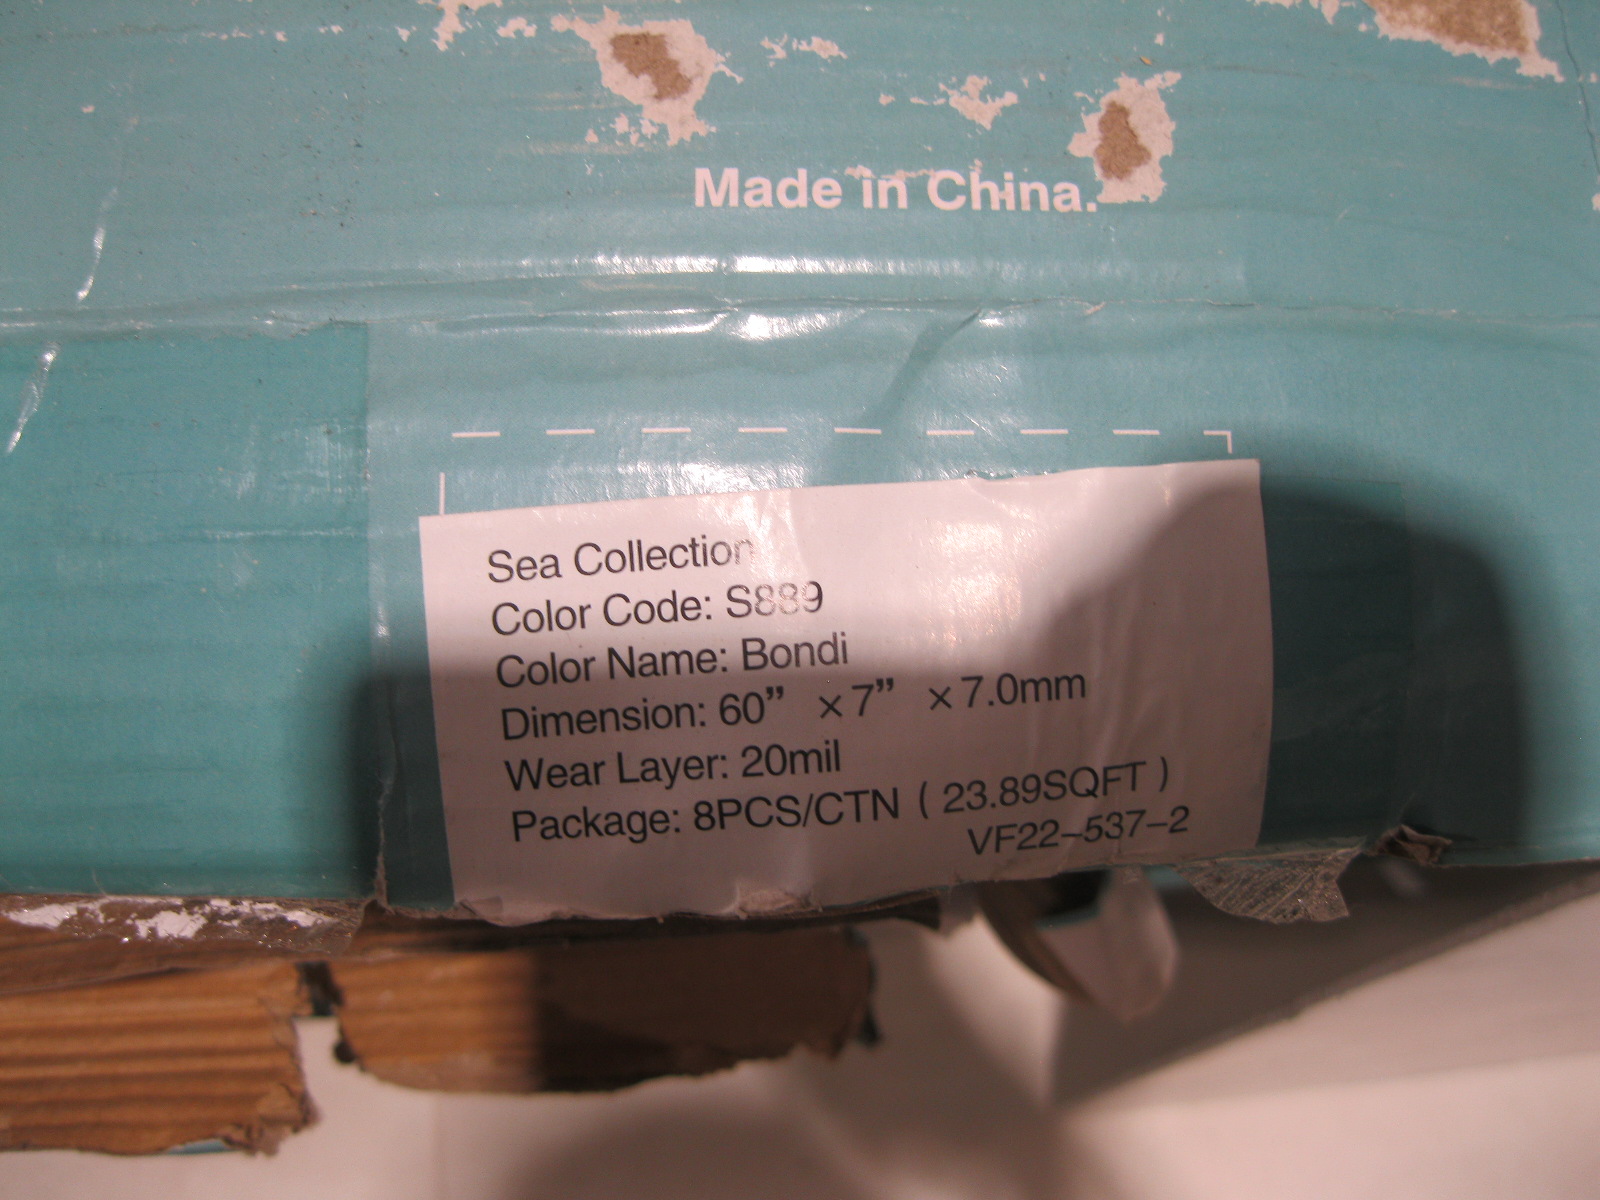 Made in China.
Sea Collection
Color Code: S889
Color Name: Bondi
Dimension: 60” ×7” ×7.0mm
Wear Layer: 20mil
Package: 8PCS/CTN ( 23.89SQFT )
VF22-537-2